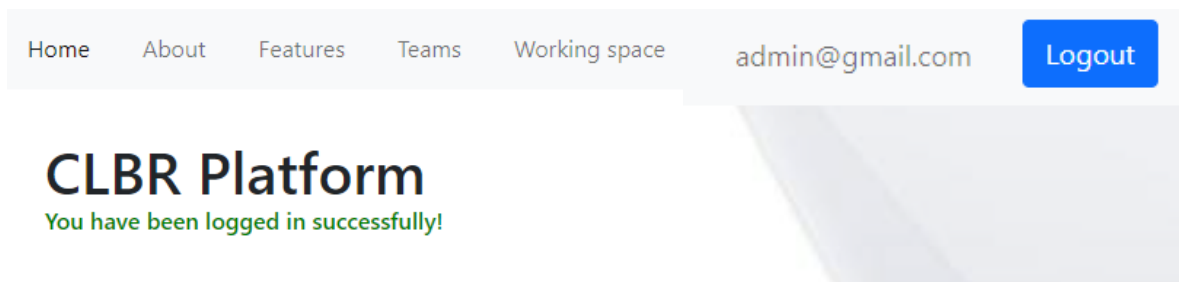 Home About Features Teams Working space admin@gmail.com Logout
CLBR Platform
You have been logged in successfully!